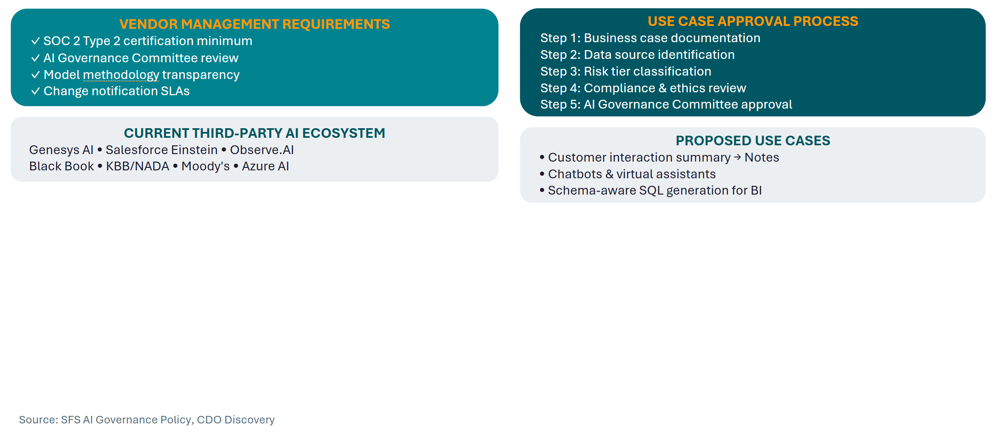 VENDOR MANAGEMENT REQUIREMENTS
✓ SOC 2 Type 2 certification minimum
✓ AI Governance Committee review
✓ Model methodology transparency
✓ Change notification SLAs
CURRENT THIRD-PARTY AI ECOSYSTEM
Genesys AI • Salesforce Einstein • Observe.AI
Black Book • KBB/NADA • Moody's • Azure AI
USE CASE APPROVAL PROCESS
Step 1: Business case documentation
Step 2: Data source identification
Step 3: Risk tier classification
Step 4: Compliance & ethics review
Step 5: AI Governance Committee approval
PROPOSED USE CASES
• Customer interaction summary → Notes
• Chatbots & virtual assistants
• Schema-aware SQL generation for BI
Source: SFS AI Governance Policy, CDO Discovery